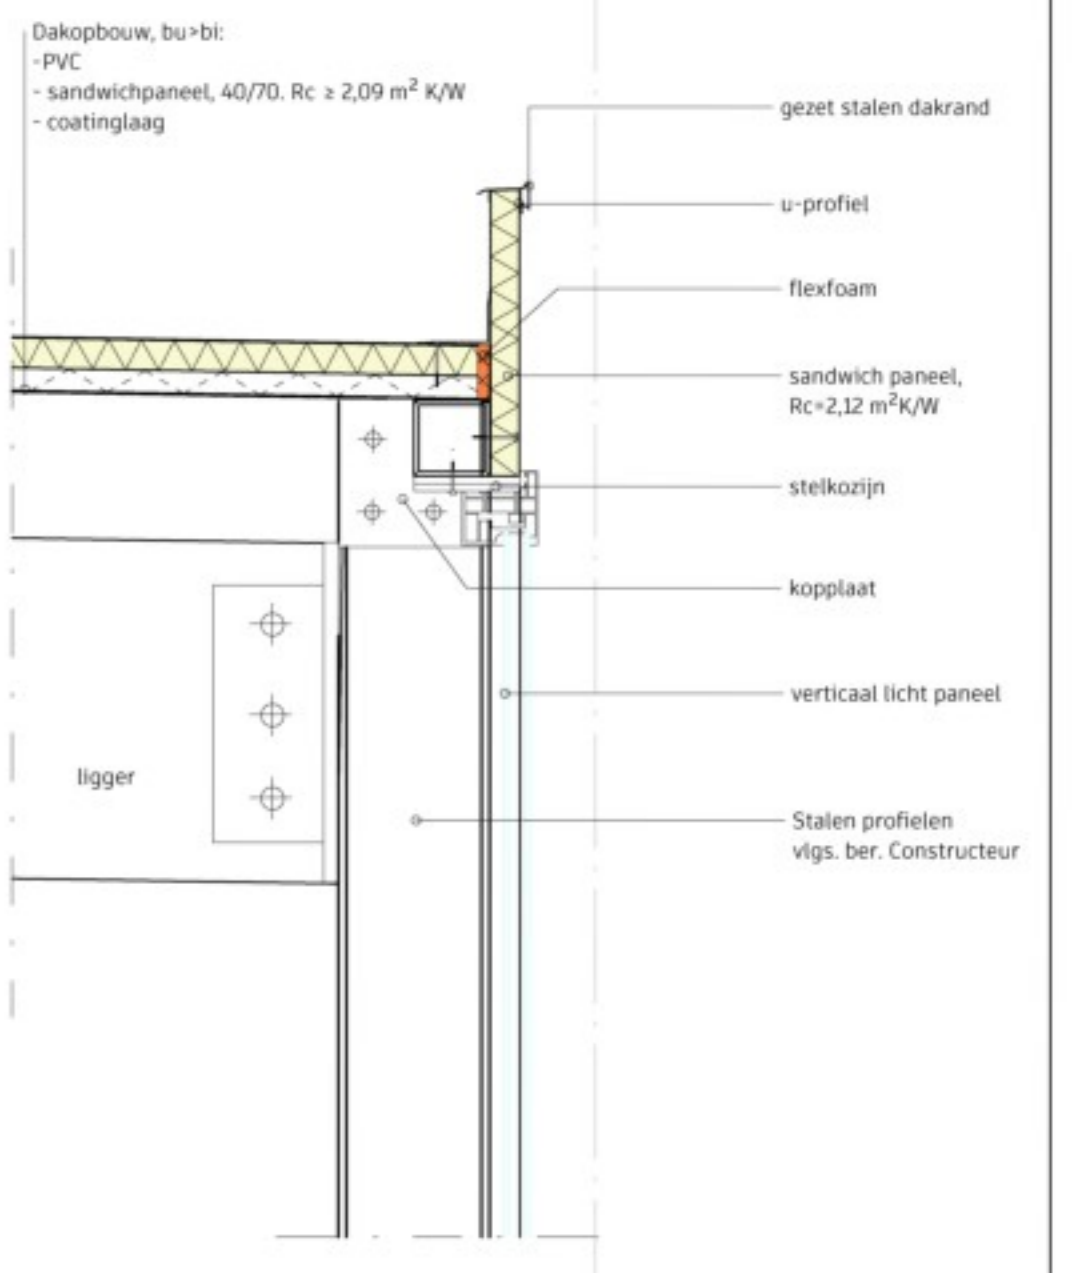 Dakopbouw, bu>bi:
-PVC
- sandwichpaneel, 40/70. Rc ≥ 2,09 m² K/W
- coatinglaag
gezet stalen dakrand
u-profiel
flexfoam
sandwich paneel,
Rc=2,12 m²K/W
stelkozijn
kopplaat
verticaal licht paneel
ligger
Stalen profielen
vlgs. ber. Constructeur